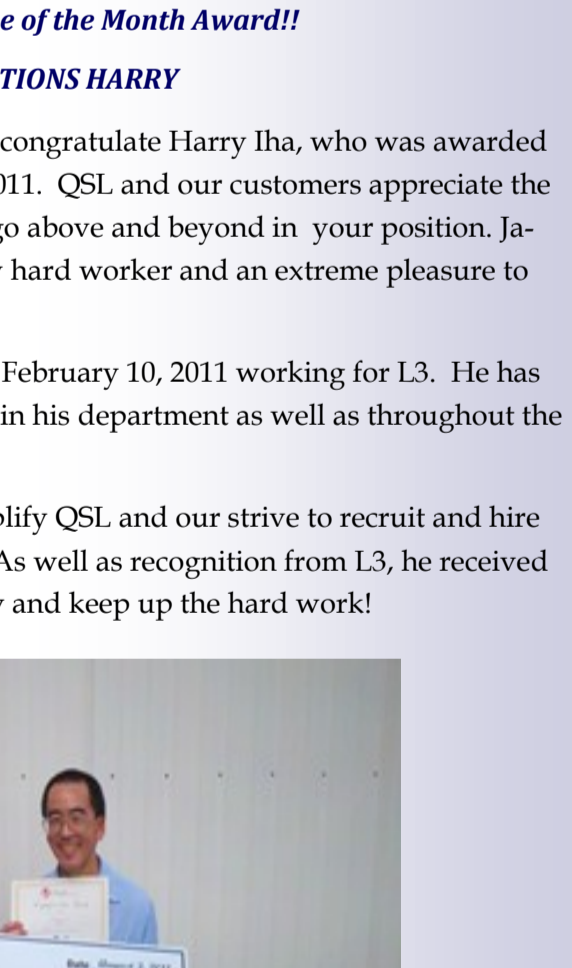 e of the Month Award!!
TIONS HARRY
congratulate Harry Iha, who was awarded
011. QSL and our customers appreciate the
go above and beyond in your position. Ja-
y hard worker and an extreme pleasure to
February 10, 2011 working for L3. He has
in his department as well as throughout the
plify QSL and our strive to recruit and hire
As well as recognition from L3, he received
y and keep up the hard work!
Date